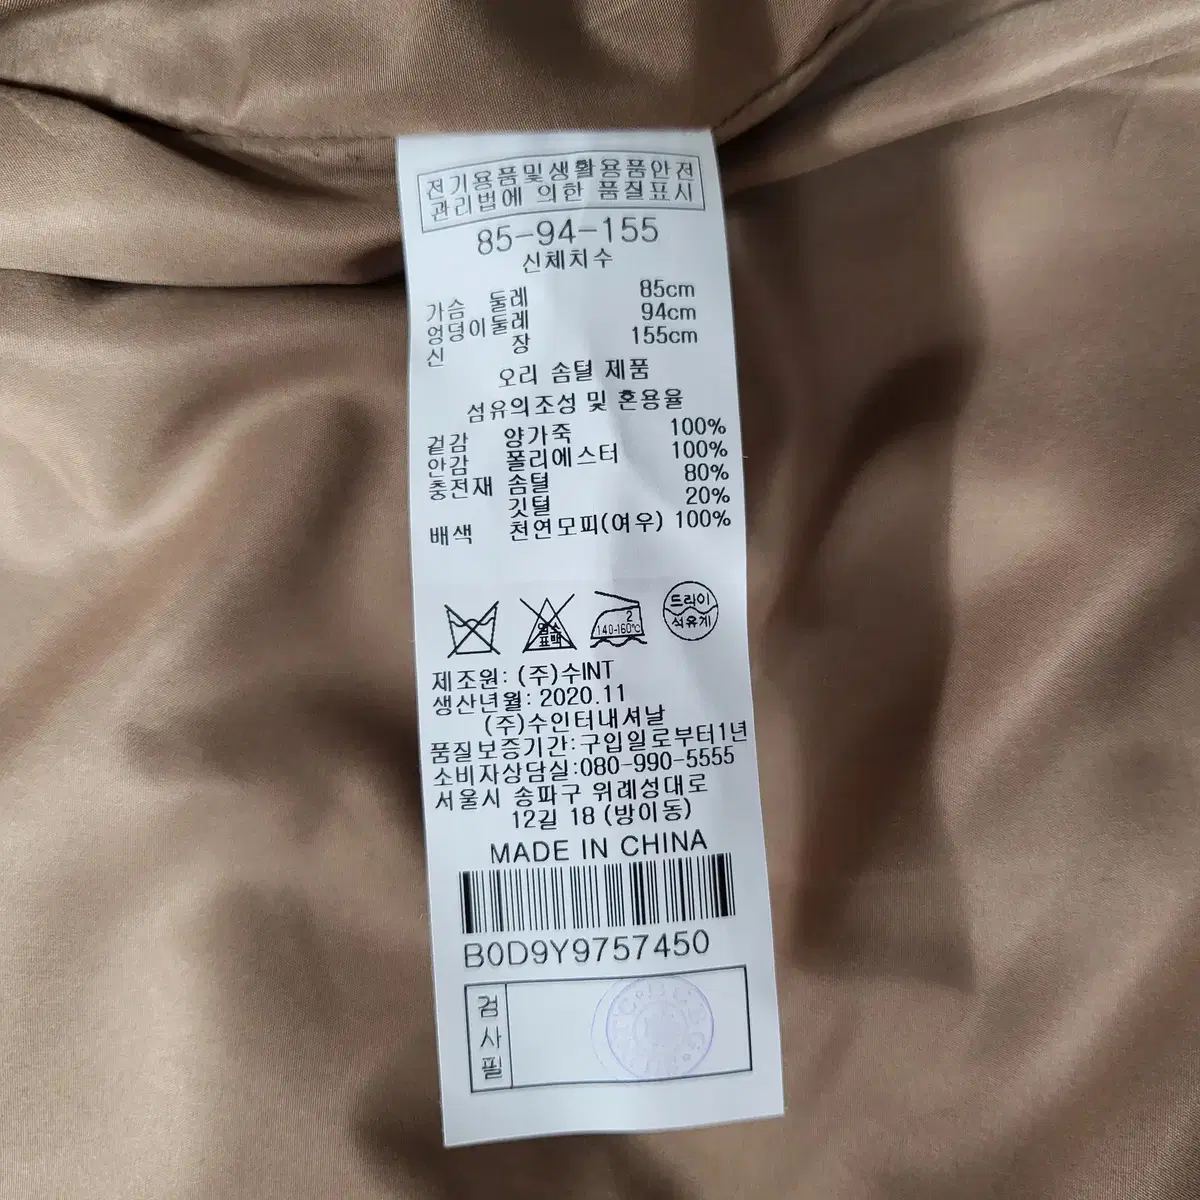 전기용품및생활용품안전
관리법에 의한 품질표시
85-94-155
신체치수
가슴 둘레 85cm
엉덩이둘레 94cm
신 장 155cm
오리 솜털 제품
섬유의조성 및 혼용율
겉감 양가죽 100%
안감 폴리에스터 100%
충전재 솜털 80%
깃털 20%
배색 천연모피(여우) 100%
염소
표백
2
140-160℃
드라이
석유계
제조원: (주)수INT
생산년월: 2020.11
(주)수인터내셔날
품질보증기간:구입일로부터1년
소비자상담실:080-990-5555
서울시 송파구 위례성대로
12길 18 (방이동)
MADE IN CHINA
B0D9Y9757450
검
사
필